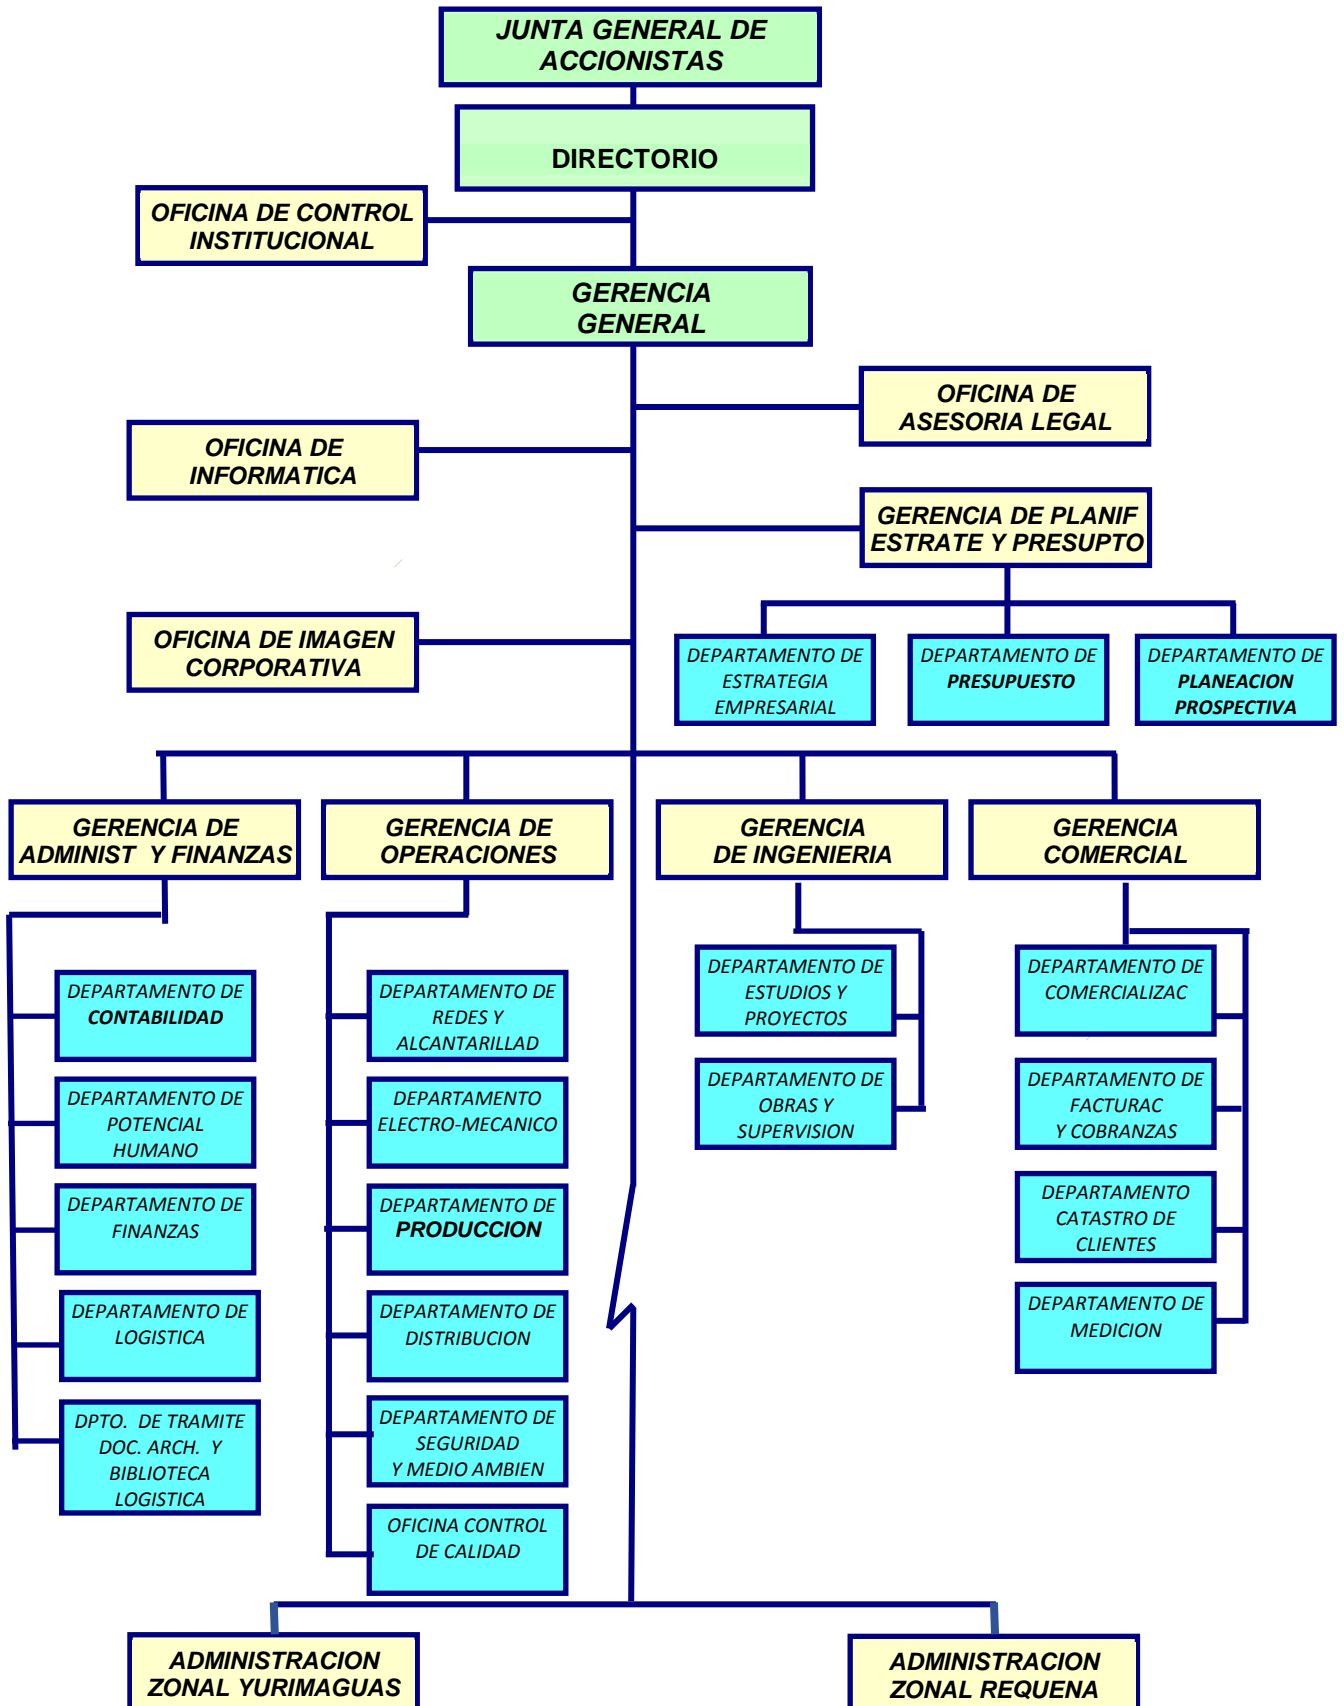 JUNTA GENERAL DE
ACCIONISTAS
DIRECTORIO
OFICINA DE CONTROL
INSTITUCIONAL
GERENCIA
GENERAL
OFICINA DE
ASESORIA LEGAL
OFICINA DE
INFORMATICA
GERENCIA DE PLANIF
ESTRATE Y PRESUPTO
OFICINA DE IMAGEN
CORPORATIVA
DEPARTAMENTO DE
ESTRATEGIA
EMPRESARIAL
DEPARTAMENTO DE
PRESUPUESTO
DEPARTAMENTO DE
PLANEACION
PROSPECTIVA
GERENCIA DE
ADMINIST Y FINANZAS
GERENCIA DE
OPERACIONES
GERENCIA
DE INGENIERIA
GERENCIA
COMERCIAL
DEPARTAMENTO DE
CONTABILIDAD
DEPARTAMENTO DE
POTENCIAL
HUMANO
DEPARTAMENTO DE
FINANZAS
DEPARTAMENTO DE
LOGISTICA
DPTO. DE TRAMITE
DOC. ARCH. Y
BIBLIOTECA
LOGISTICA
DEPARTAMENTO DE
REDES Y
ALCANTARILLAD
DEPARTAMENTO
ELECTRO-MECANICO
DEPARTAMENTO DE
PRODUCCION
DEPARTAMENTO DE
DISTRIBUCION
DEPARTAMENTO DE
SEGURIDAD
Y MEDIO AMBIEN
OFICINA CONTROL
DE CALIDAD
DEPARTAMENTO DE
ESTUDIOS Y
PROYECTOS
DEPARTAMENTO DE
OBRAS Y
SUPERVISION
DEPARTAMENTO DE
COMERCIALIZAC
DEPARTAMENTO DE
FACTURAC
Y COBRANZAS
DEPARTAMENTO
CATASTRO DE
CLIENTES
DEPARTAMENTO DE
MEDICION
ADMINISTRACION
ZONAL YURIMAGUAS
ADMINISTRACION
ZONAL REQUENA